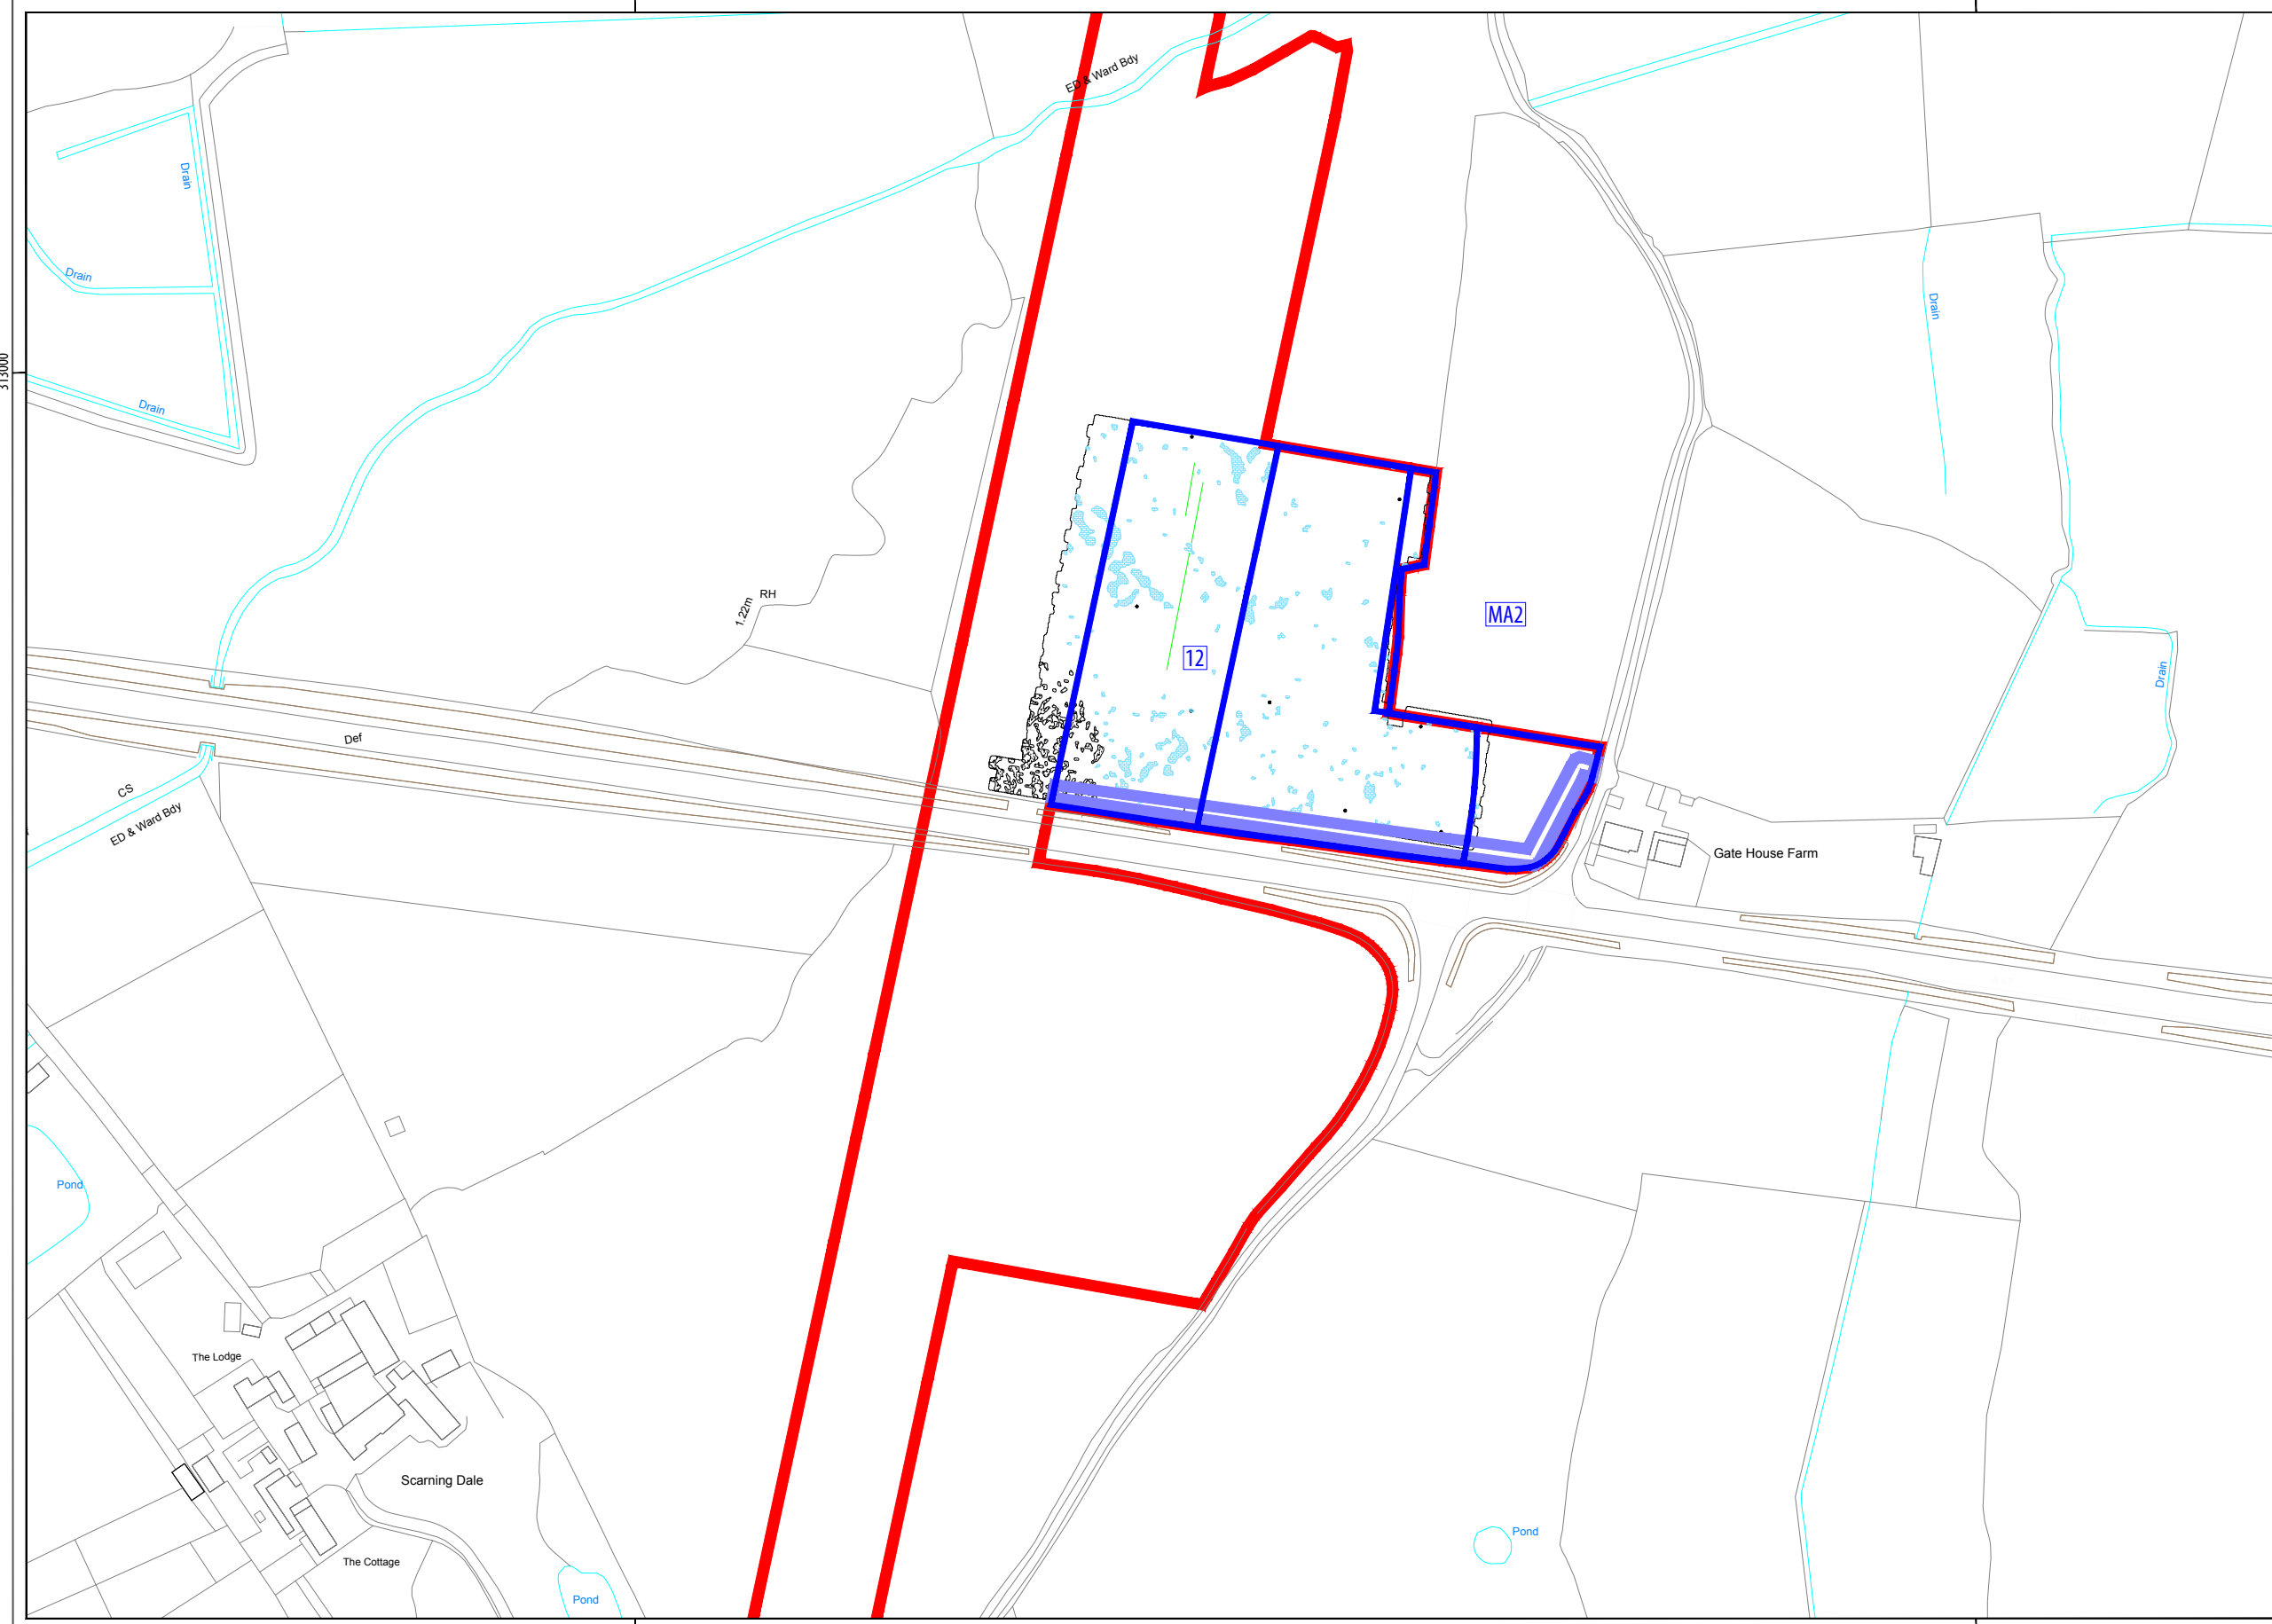 ED & Ward Bdy
Drain
Drain
Drain
313000
Drain
1.22m
RH
MA2
12
Drain
Def
CS
ED & Ward Bdy
Gate House Farm
Pond
The Lodge
Scarning Dale
The Cottage
Pond
Pond